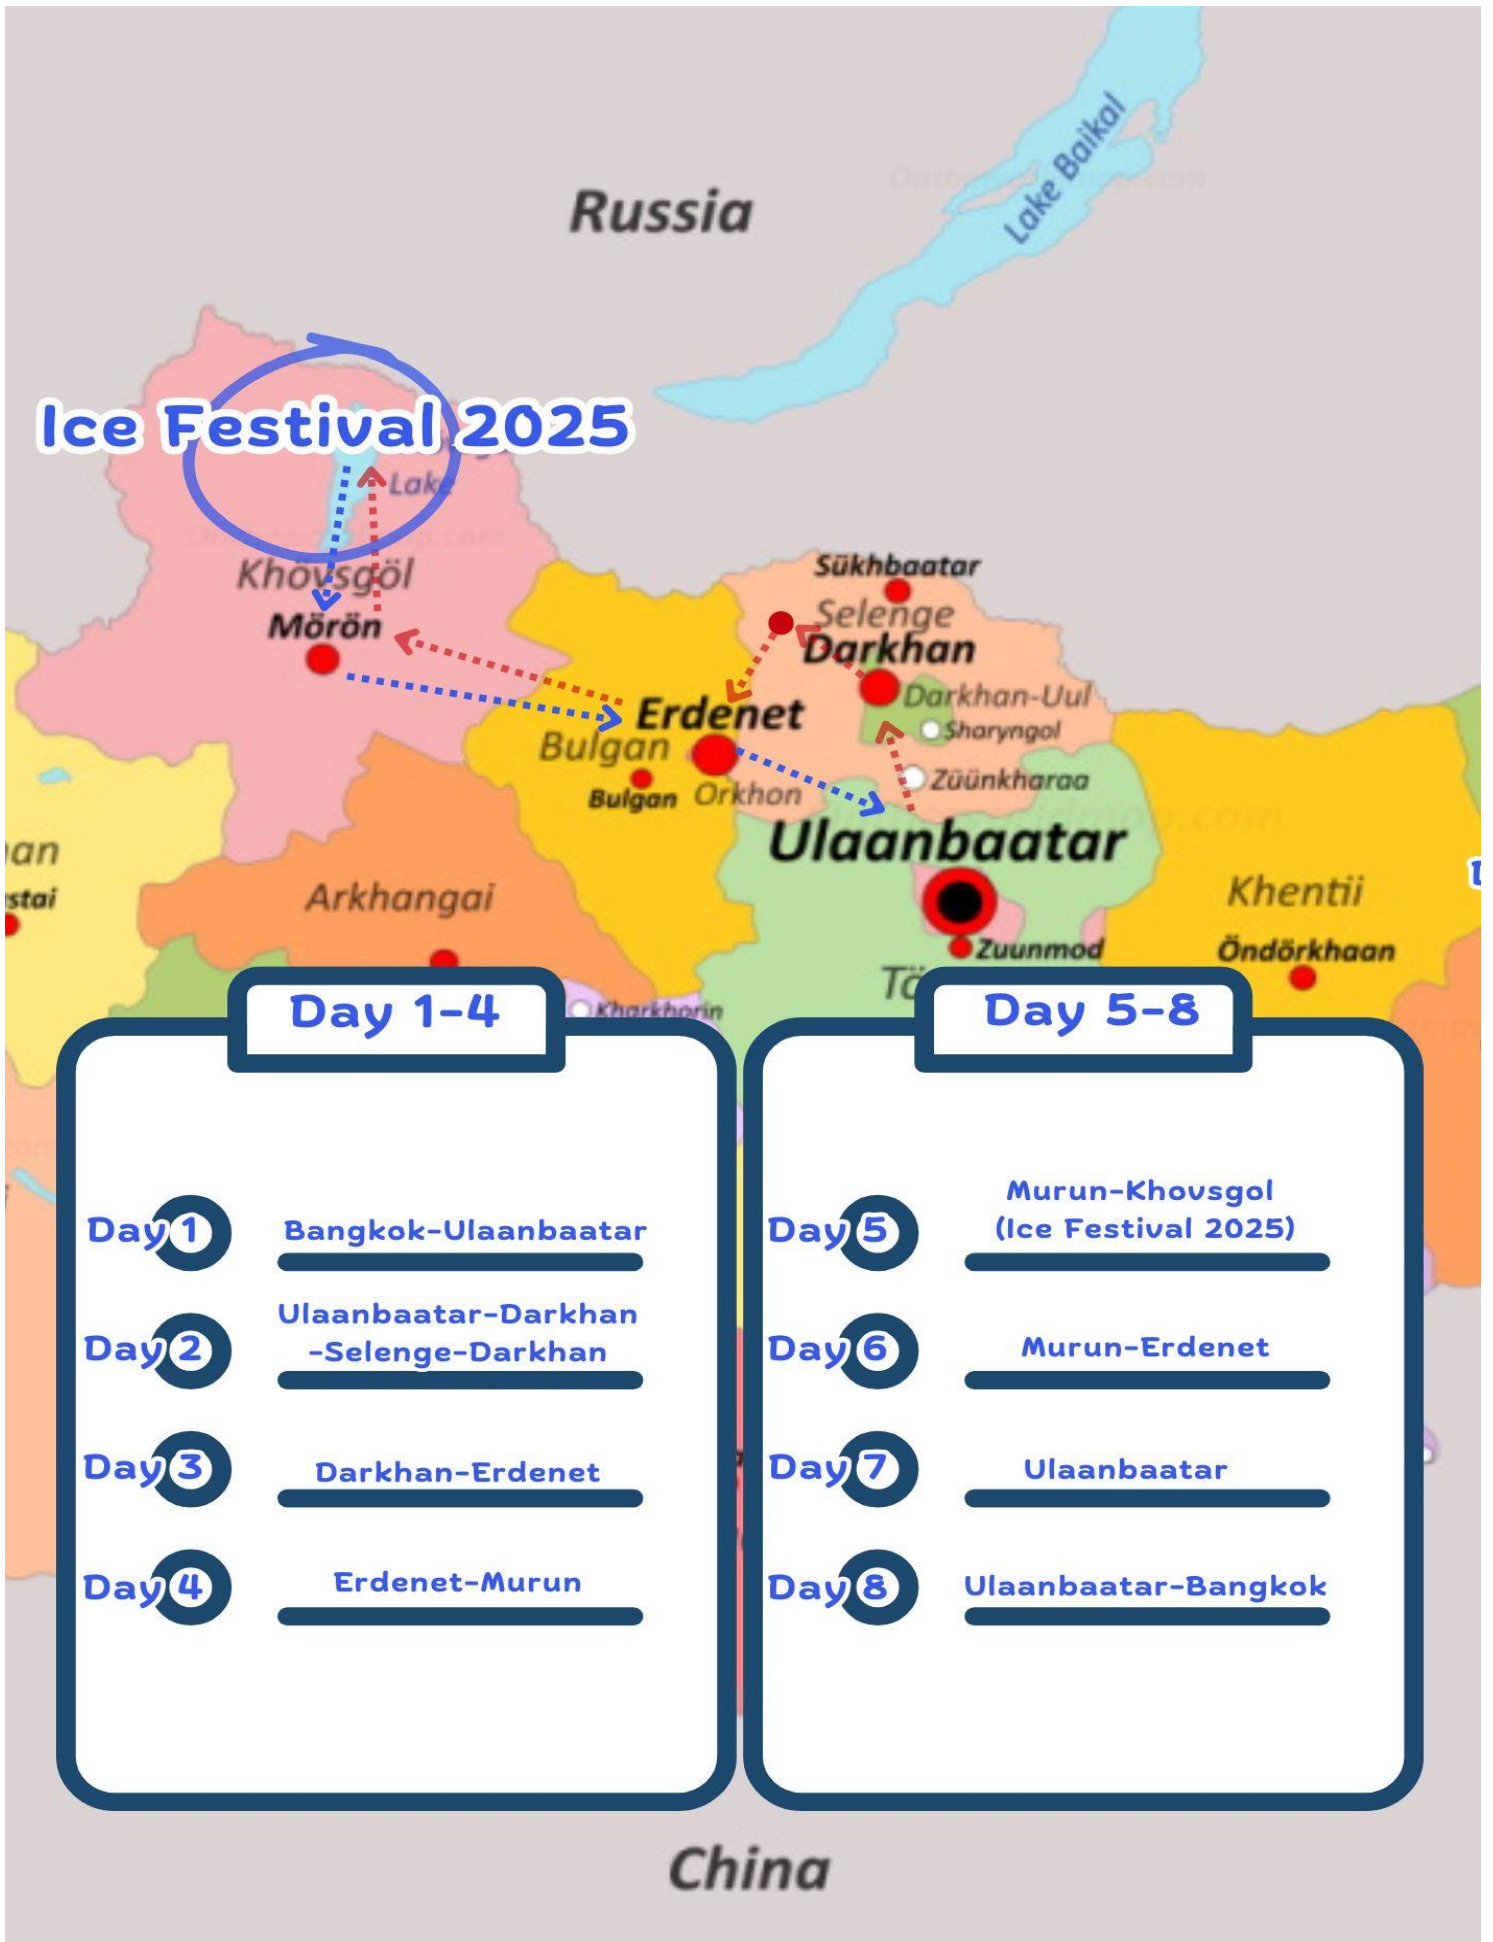 Russia
Lake Baikal
Ice Festival 2025
Lake
Khövsgöl
Mörön
Sükhbaatar
Selenge
Darkhan
Darkhan-Uul
Sharyngol
Erdenet
Bulgan
Bulgan
Orkhon
Züünkharaa
Ulaanbaatar
Zuunmod
Arkhangai
Khentii
Öndörkhaan
Kharkhorin
Day 1-4
Day 1
Bangkok-Ulaanbaatar
Day 2
Ulaanbaatar-Darkhan
-Selenge-Darkhan
Day 3
Darkhan-Erdenet
Day 4
Erdenet-Murun
Day 5-8
Day 5
Murun-Khovsgol
(Ice Festival 2025)
Day 6
Murun-Erdenet
Day 7
Ulaanbaatar
Day 8
Ulaanbaatar-Bangkok
China